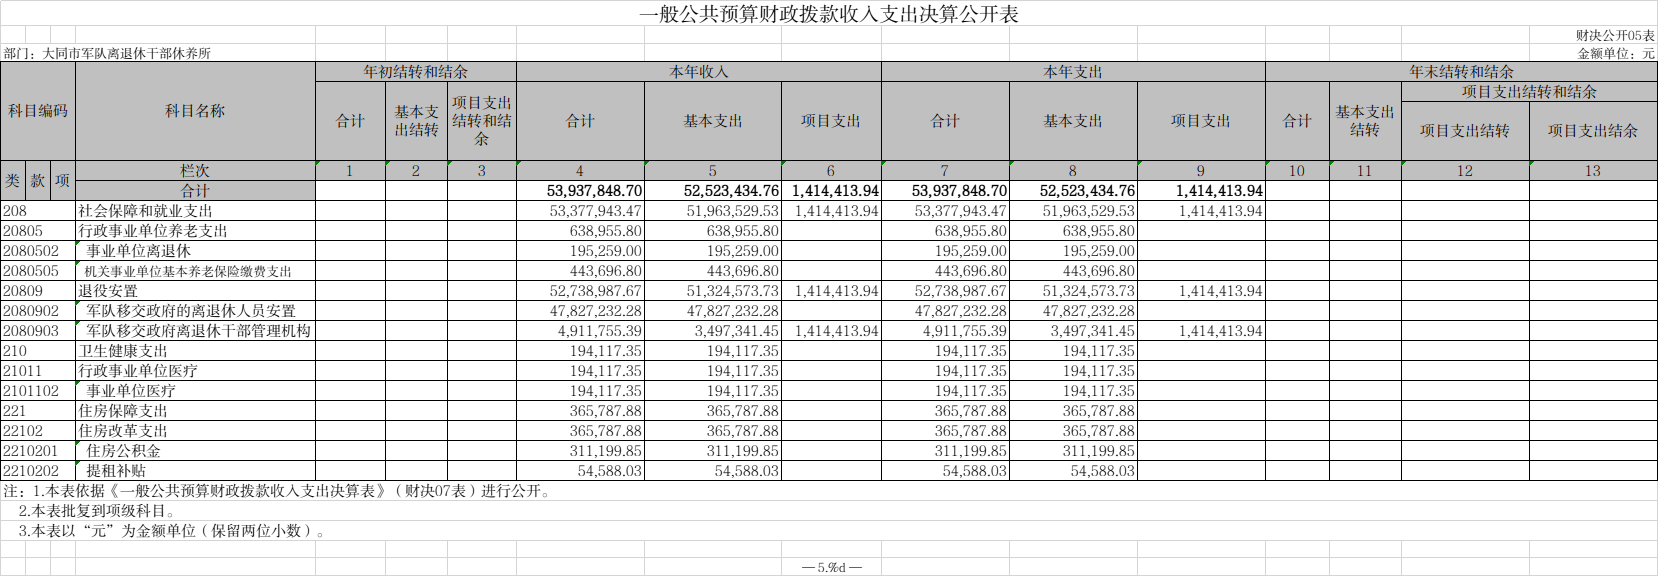 一般公共预算财政拨款收入支出决算公开表
财决公开05表
部门：大同市军队离退休干部休养所 金额单位：元
科目编码 科目名称 年初结转和结余 本年收入 本年支出 年末结转和结余
合计 基本支出结转 项目支出结转和结余 合计 基本支出 项目支出 合计 基本支出 项目支出 合计 基本支出结转 项目支出结转和结余
项目支出结转 项目支出结余
类 款 项 栏次 1 2 3 4 5 6 7 8 9 10 11 12 13
合计 53,937,848.70 52,523,434.76 1,414,413.94 53,937,848.70 52,523,434.76 1,414,413.94
208 社会保障和就业支出 53,377,943.47 51,963,529.53 1,414,413.94 53,377,943.47 51,963,529.53 1,414,413.94
20805 行政事业单位养老支出 638,955.80 638,955.80 638,955.80 638,955.80
2080502 事业单位离退休 195,259.00 195,259.00 195,259.00 195,259.00
2080505 机关事业单位基本养老保险缴费支出 443,696.80 443,696.80 443,696.80 443,696.80
20809 退役安置 52,738,987.67 51,324,573.73 1,414,413.94 52,738,987.67 51,324,573.73 1,414,413.94
2080902 军队移交政府的离退休人员安置 47,827,232.28 47,827,232.28 47,827,232.28 47,827,232.28
2080903 军队移交政府离退休干部管理机构 4,911,755.39 3,497,341.45 1,414,413.94 4,911,755.39 3,497,341.45 1,414,413.94
210 卫生健康支出 194,117.35 194,117.35 194,117.35 194,117.35
21011 行政事业单位医疗 194,117.35 194,117.35 194,117.35 194,117.35
2101102 事业单位医疗 194,117.35 194,117.35 194,117.35 194,117.35
221 住房保障支出 365,787.88 365,787.88 365,787.88 365,787.88
22102 住房改革支出 365,787.88 365,787.88 365,787.88 365,787.88
2210201 住房公积金 311,199.85 311,199.85 311,199.85 311,199.85
2210202 提租补贴 54,588.03 54,588.03 54,588.03 54,588.03
注：1.本表依据《一般公共预算财政拨款收入支出决算表》（财决07表）进行公开。
2.本表批复到项级科目。
3.本表以“元”为金额单位（保留两位小数）。
— 5.%d —